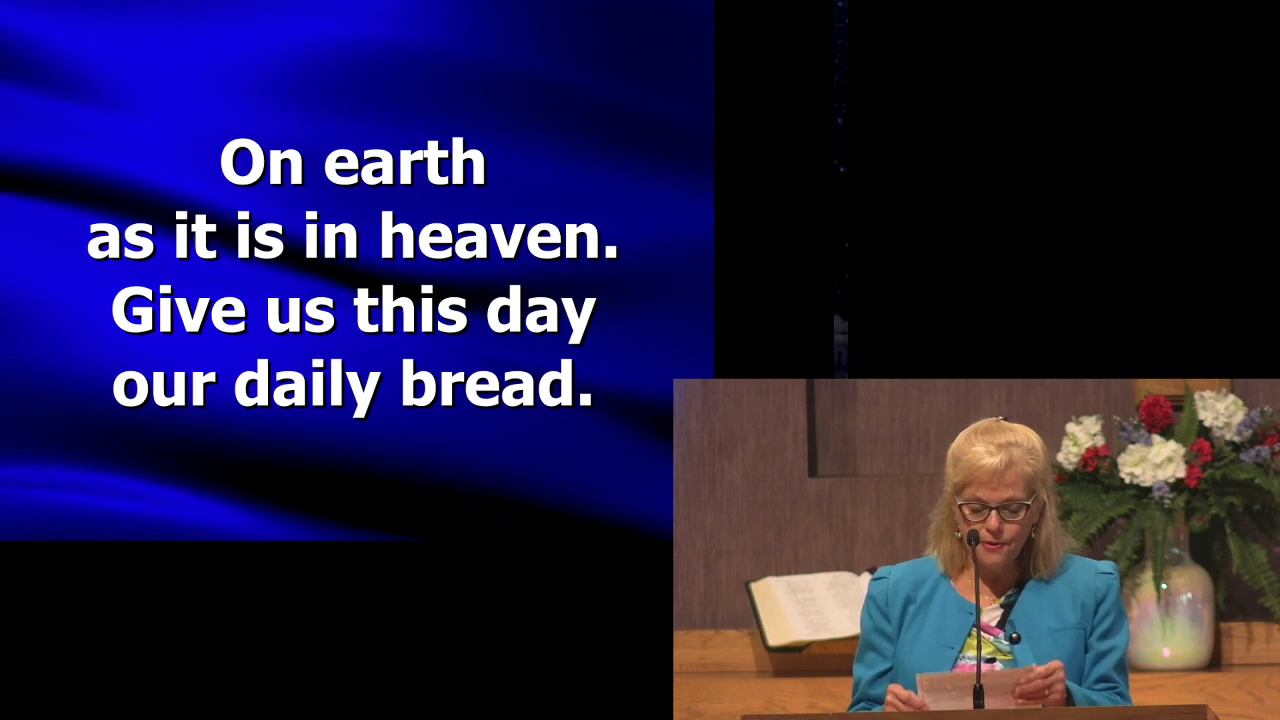 On earth
as it is in heaven.
Give us this day
our daily bread.